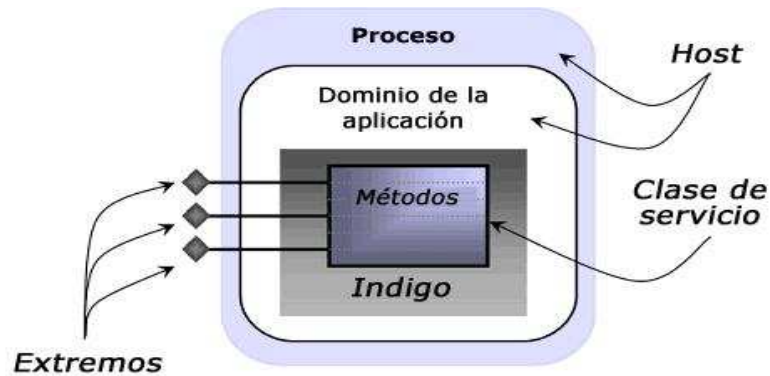 Proceso
Host
Dominio de la
aplicación
Métodos
Clase de
servicio
Indigo
Extremos